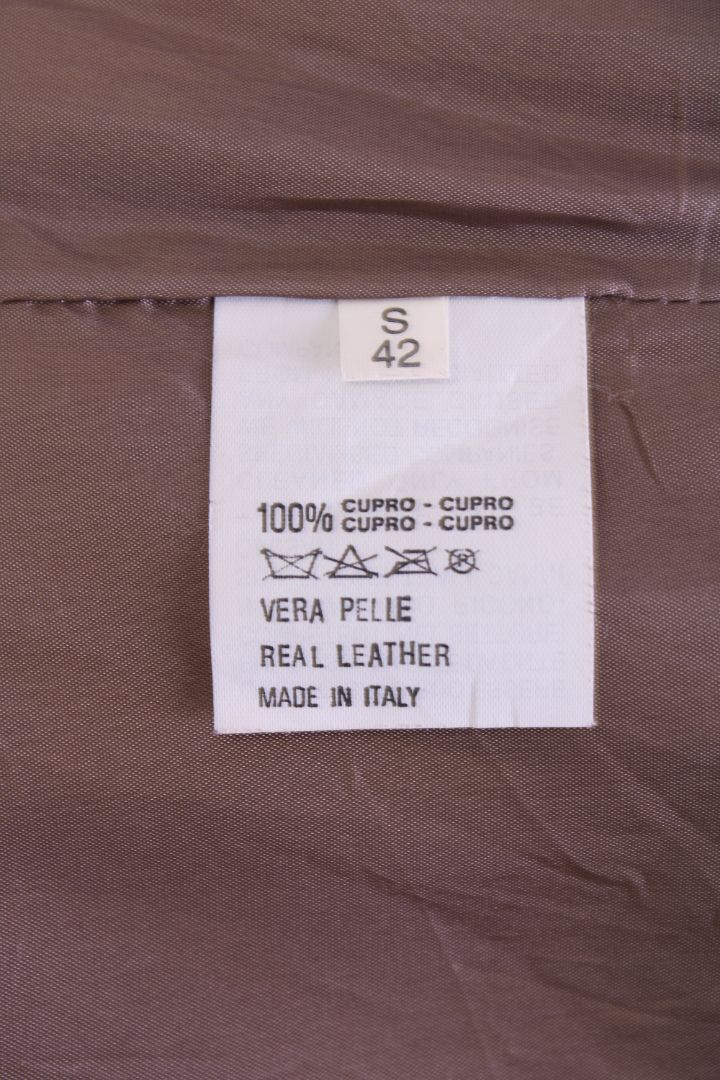 S
42
100% CUPRO - CUPRO
CUPRO - CUPRO
VERA PELLE
REAL LEATHER
MADE IN ITALY